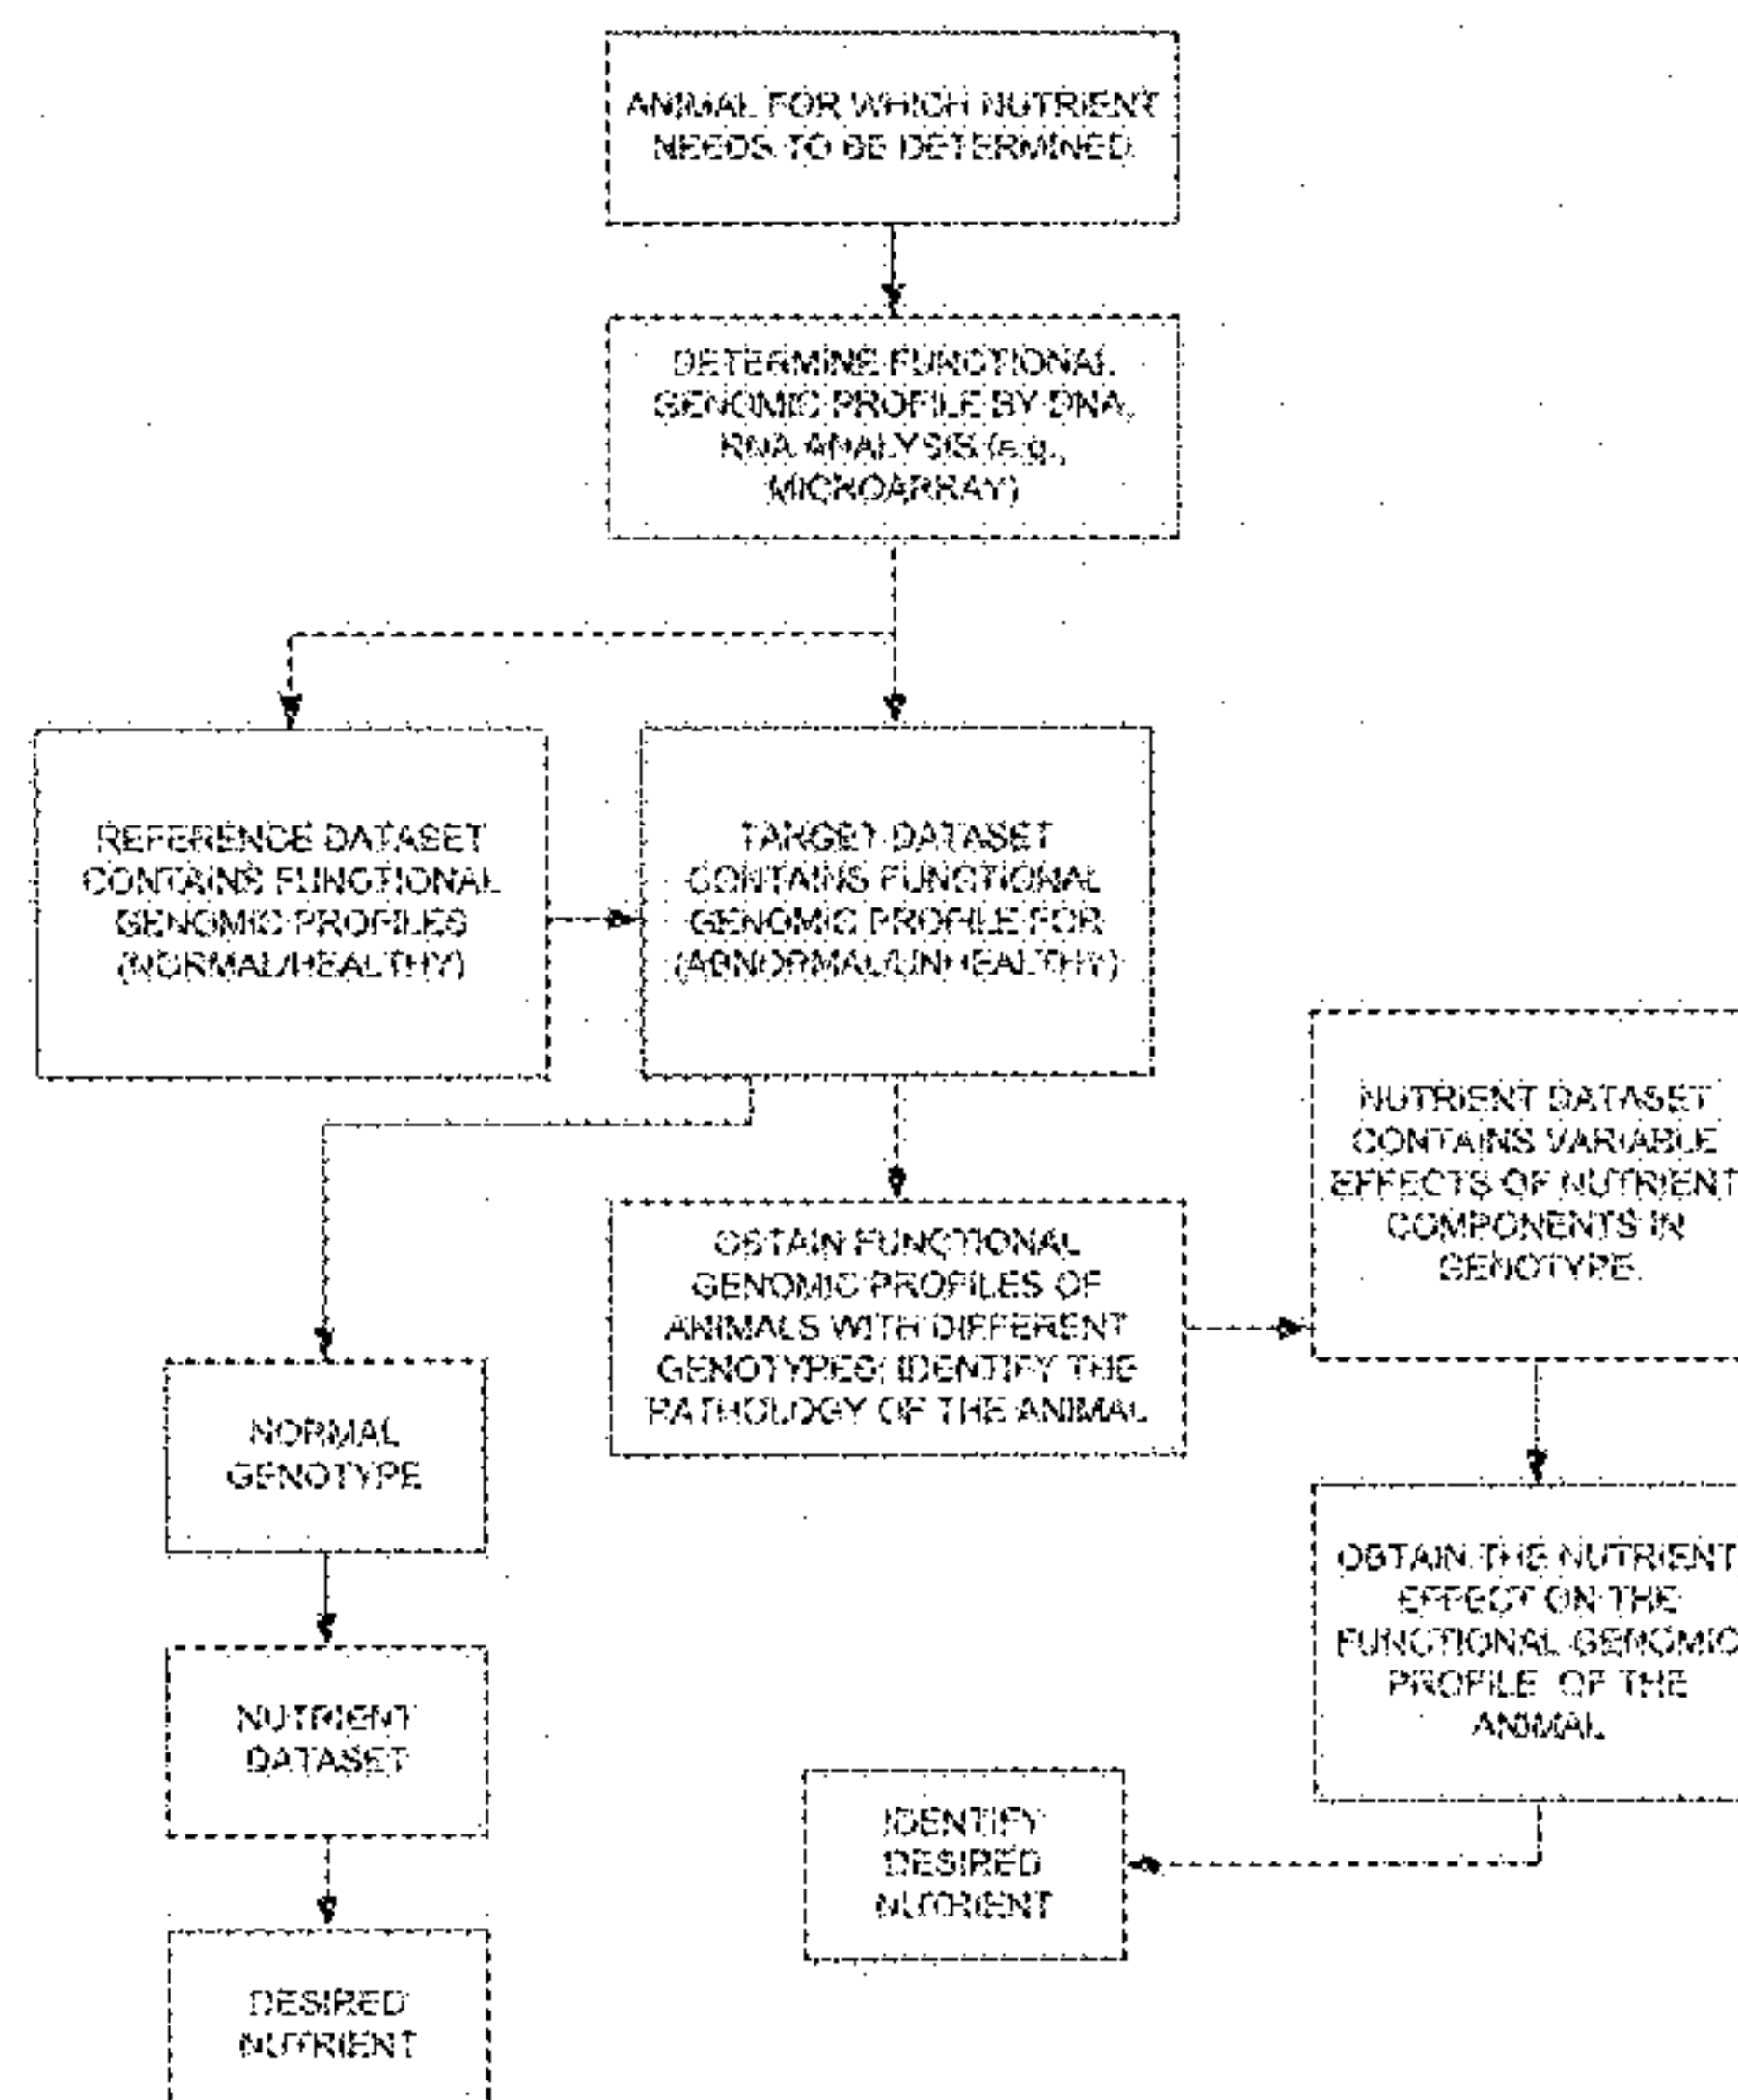 ANIMAL FOR WHICH NUTRIENT
NEEDS TO BE DETERMINED
DETERMINE FUNCTIONAL
GENOMIC PROFILE BY DNA,
RNA ANALYSIS (e.g.,
MICROARRAY)
REFERENCE DATASET
CONTAINS FUNCTIONAL
GENOMIC PROFILES
(NORMAL/HEALTHY)
TARGET DATASET
CONTAINS FUNCTIONAL
GENOMIC PROFILE FOR
(ABNORMAL/UNHEALTHY)
NUTRIENT DATASET
CONTAINS VARIABLE
EFFECTS OF NUTRIENT
COMPONENTS IN
GENOTYPE.
OBTAIN FUNCTIONAL
GENOMIC PROFILES OF
ANIMALS WITH DIFFERENT
GENOTYPES; IDENTIFY THE
PATHOLOGY OF THE ANIMAL
NORMAL
GENOTYPE
OBTAIN THE NUTRIENT
EFFECT ON THE
FUNCTIONAL GENOMIC
PROFILE OF THE
ANIMAL
NUTRIENT
DATASET
IDENTIFY
DESIRED
NUTRIENT
DESIRED
NUTRIENT